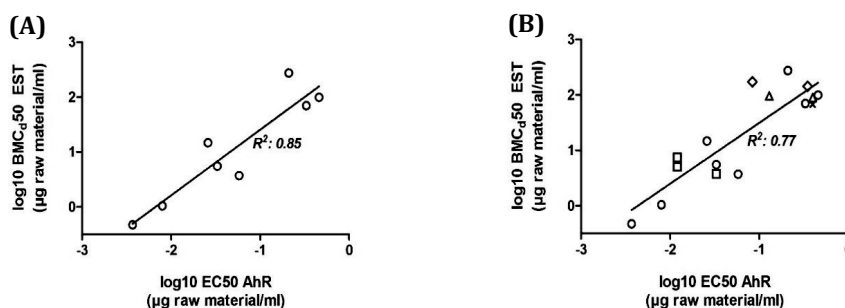 (A)
log10 BMCd50 EST
(µg raw material/ml)
3
2
1
0
R²: 0.85
-3
-2
-1
0
log10 EC50 AhR
(µg raw material/ml)
(B)
log10 BMCd50 EST
(µg raw material/ml)
3
2
1
0
R²: 0.77
-3
-2
-1
0
log10 EC50 AhR
(µg raw material/ml)